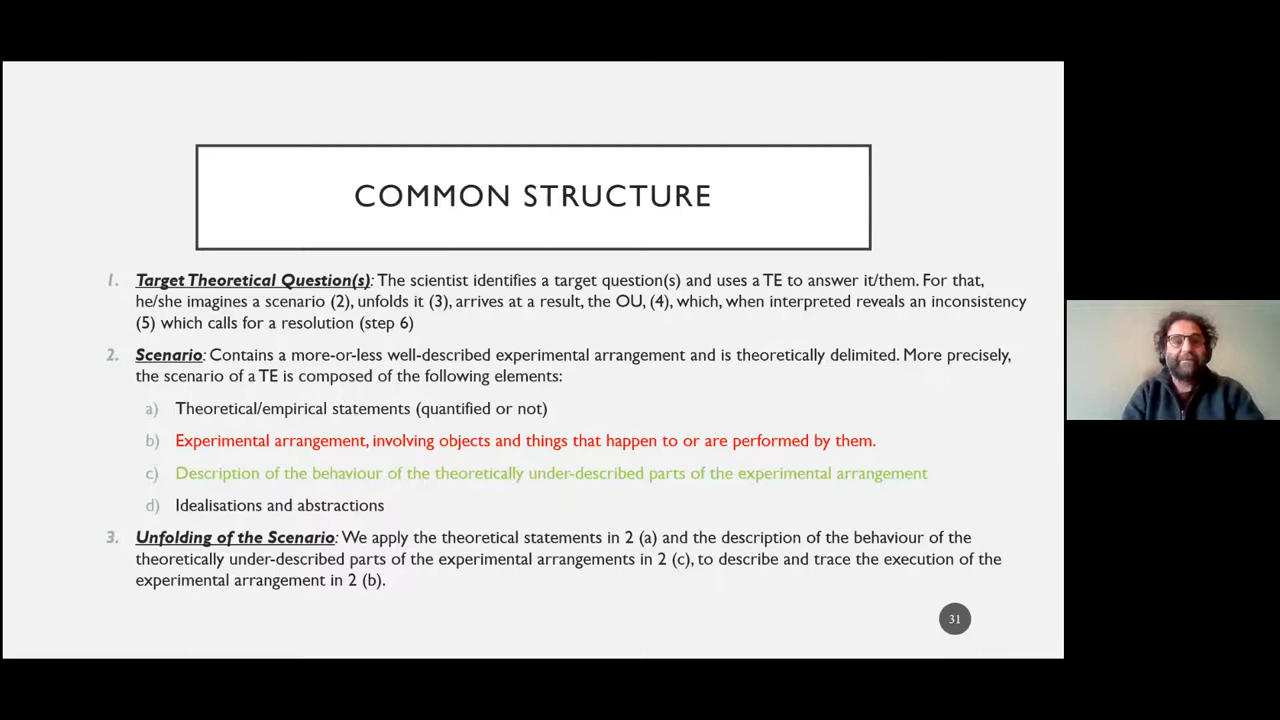 COMMON STRUCTURE
1. Target Theoretical Question(s): The scientist identifies a target question(s) and uses a TE to answer it/them. For that,
he/she imagines a scenario (2), unfolds it (3), arrives at a result, the OU, (4), which, when interpreted reveals an inconsistency
(5) which calls for a resolution (step 6)
2. Scenario: Contains a more-or-less well-described experimental arrangement and is theoretically delimited. More precisely,
the scenario of a TE is composed of the following elements:
a) Theoretical/empirical statements (quantified or not)
b) Experimental arrangement, involving objects and things that happen to or are performed by them.
c) Description of the behaviour of the theoretically under-described parts of the experimental arrangement
d) Idealisations and abstractions
3. Unfolding of the Scenario: We apply the theoretical statements in 2 (a) and the description of the behaviour of the
theoretically under-described parts of the experimental arrangements in 2 (c), to describe and trace the execution of the
experimental arrangement in 2 (b).
31